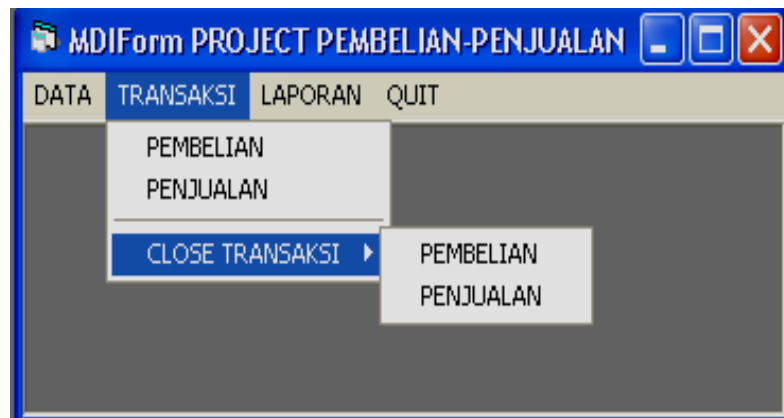 MDIForm PROJECT PEMBELIAN-PENJUALAN
DATA TRANSAKSI LAPORAN QUIT
PEMBELIAN
PENJUALAN
CLOSE TRANSAKSI
PEMBELIAN
PENJUALAN